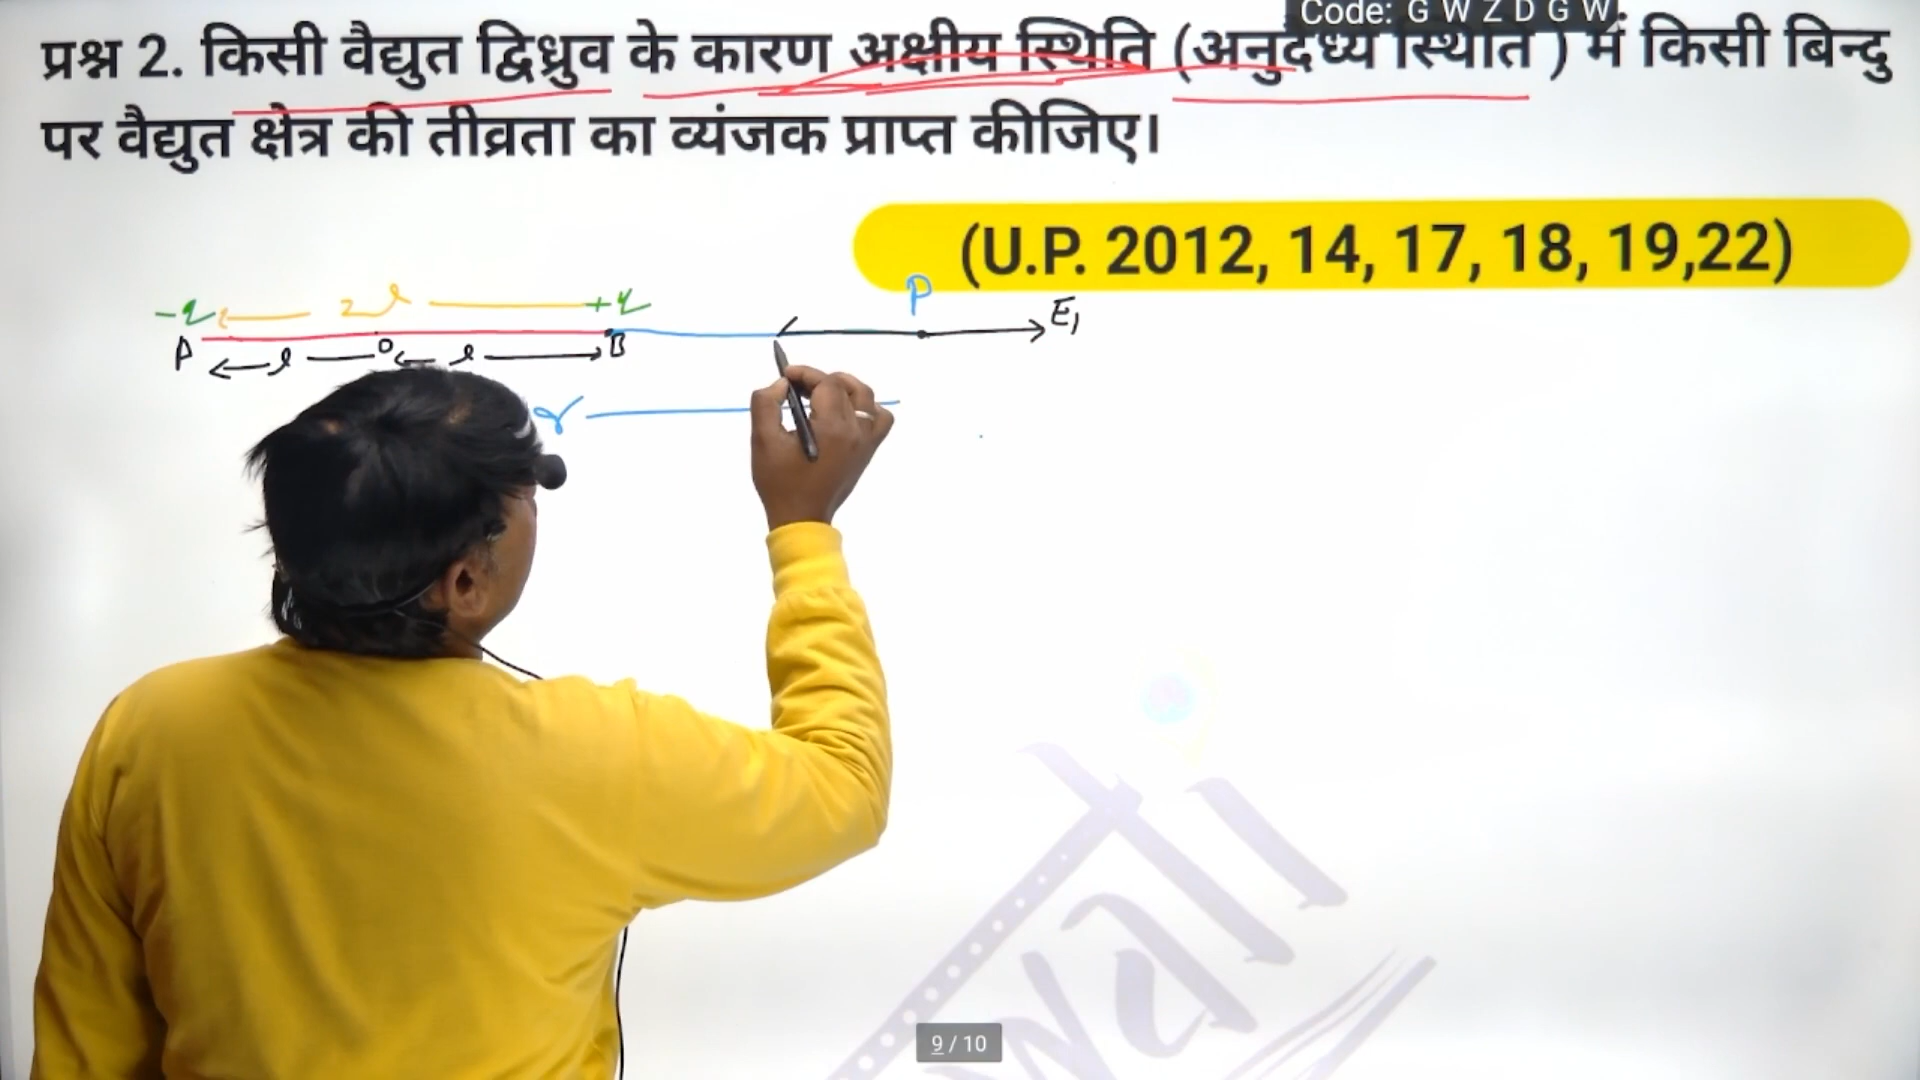 Code: G W Z D G W
प्रश्न 2. किसी वैद्युत द्विध्रुव के कारण अक्षीय स्थिति (अनुदैर्ध्य स्थिति ) में किसी बिन्दु
पर वैद्युत क्षेत्र की तीव्रता का व्यंजक प्राप्त कीजिए।
(U.P. 2012, 14, 17, 18, 19,22)
-q 2l +q P E₁
A l O l B
r
9 / 10